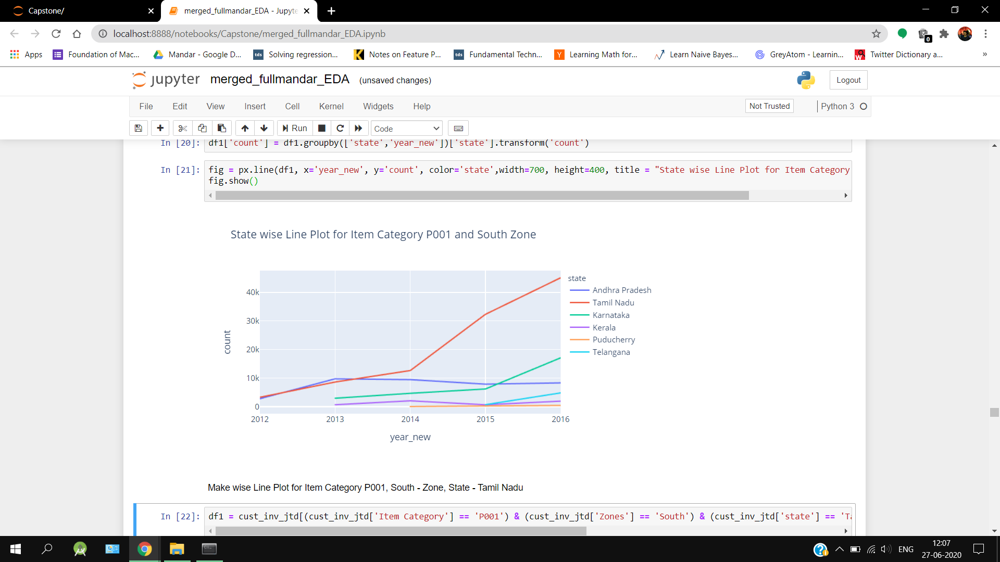 Capstone/
merged_fullmandar_EDA - Jupyte
localhost:8888/notebooks/Capstone/merged_fullmandar_EDA.ipynb
0
Apps
Foundation of Mac...
Mandar - Google D...
tds
Solving regression...
Notes on Feature P...
tds
Fundamental Techn...
Learning Math for...
Learn Naive Bayes...
GreyAtom - Learnin...
Twitter Dictionary a...
»
jupyter merged_fullmandar_EDA (unsaved changes)
Logout
File Edit View Insert Cell Kernel Widgets Help
Not Trusted
Python 3
Run
Code
In [20]: df1['count'] = df1.groupby(['state','year_new'])['state'].transform('count')
In [21]: fig = px.line(df1, x='year_new', y='count', color='state',width=700, height=400, title = "State wise Line Plot for Item Category
fig.show()
State wise Line Plot for Item Category P001 and South Zone
40k
30k
20k
10k
0
count
2012 2013 2014 2015 2016
year_new
state
Andhra Pradesh
Tamil Nadu
Karnataka
Kerala
Puducherry
Telangana
Make wise Line Plot for Item Category P001, South - Zone, State - Tamil Nadu
In [22]: df1 = cust_inv_jtd[(cust_inv_jtd['Item Category'] == 'P001') & (cust_inv_jtd['Zones'] == 'South') & (cust_inv_jtd['state'] == 'Ta
ENG
12:07
27-06-2020